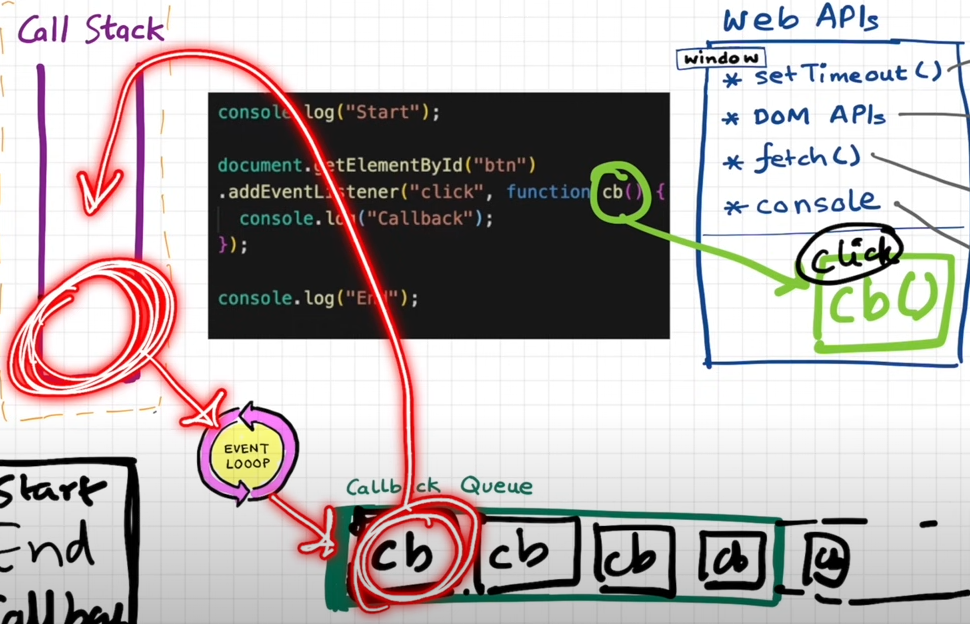 Call Stack
Web APIs
window
* setTimeout()
* DOM APIs
* fetch()
* console
click
cb()
console.log("Start");
document.getElementById("btn")
.addEventListener("click", function cb() {
console.log("Callback");
});
console.log("End");
EVENT
LOOOP
Callback Queue
cb cb cb cb cb
Start
End